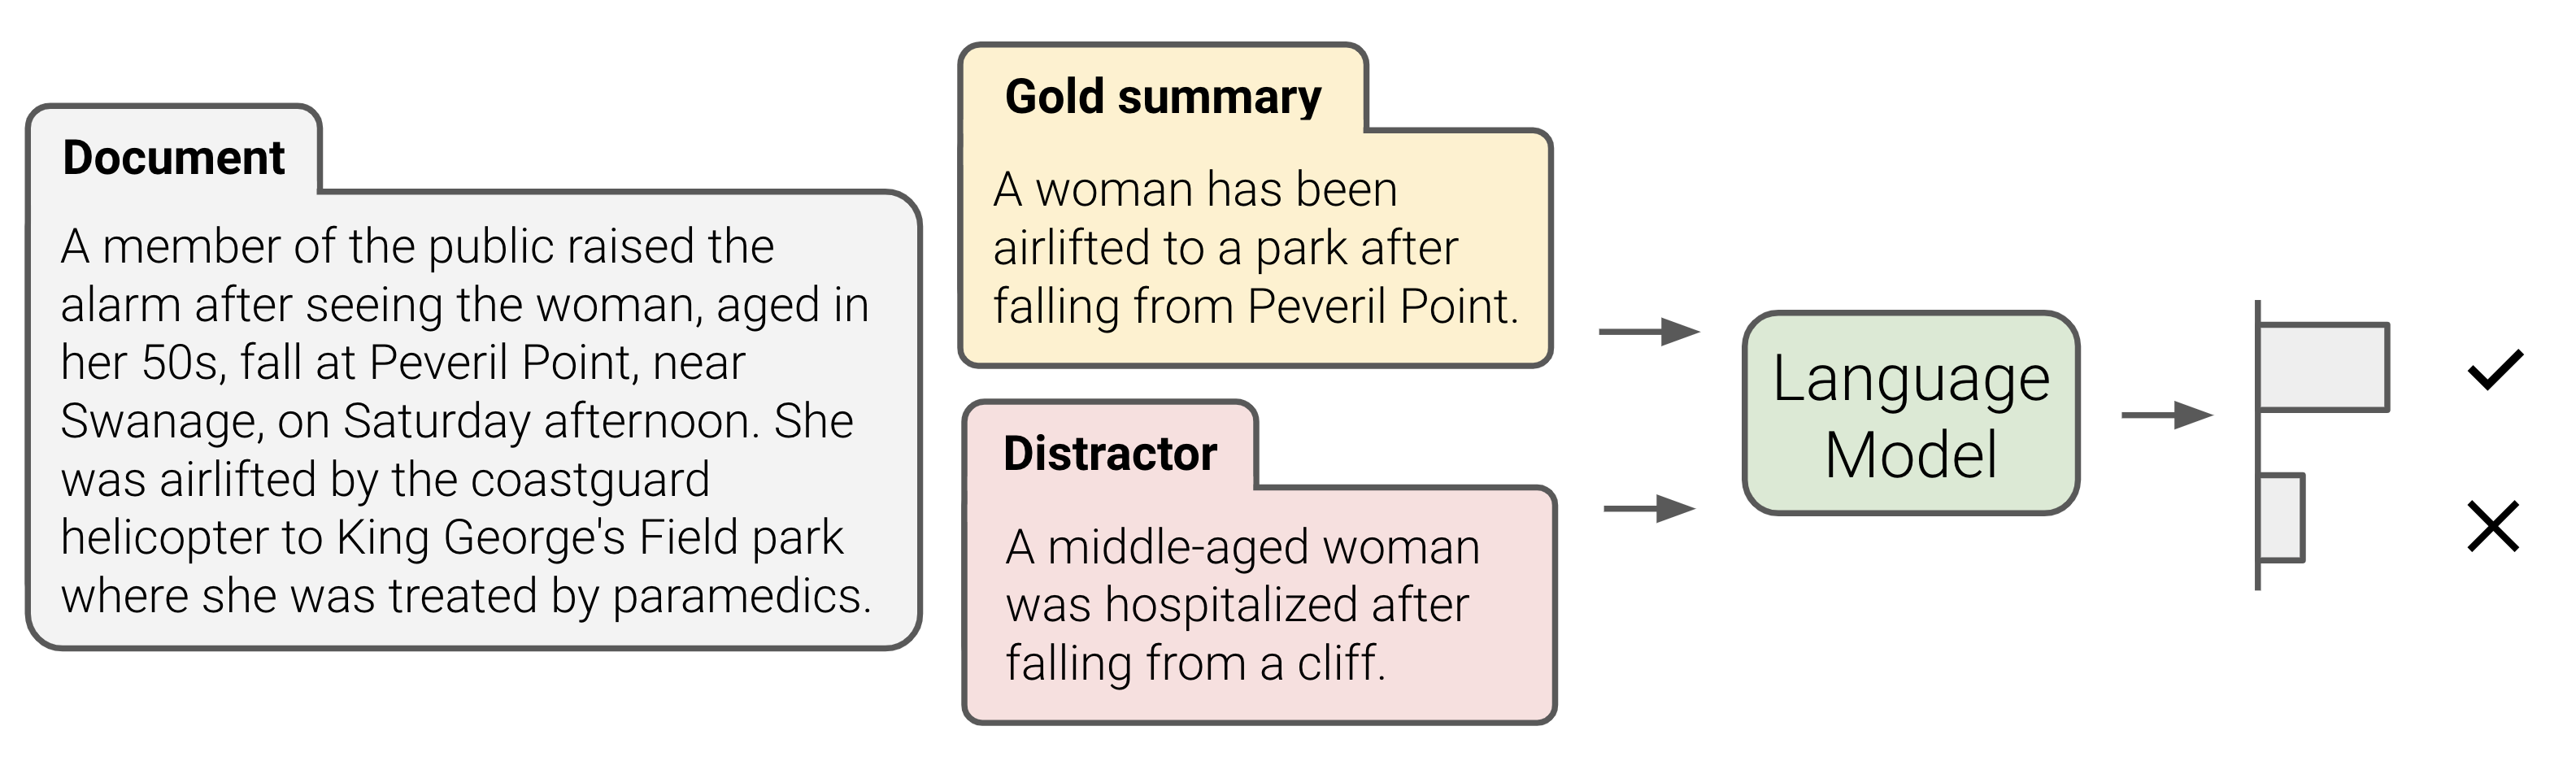 Document
A member of the public raised the
alarm after seeing the woman, aged in
her 50s, fall at Peveril Point, near
Swanage, on Saturday afternoon. She
was airlifted by the coastguard
helicopter to King George's Field park
where she was treated by paramedics.
Gold summary
A woman has been
airlifted to a park after
falling from Peveril Point.
Distractor
A middle-aged woman
was hospitalized after
falling from a cliff.
Language
Model